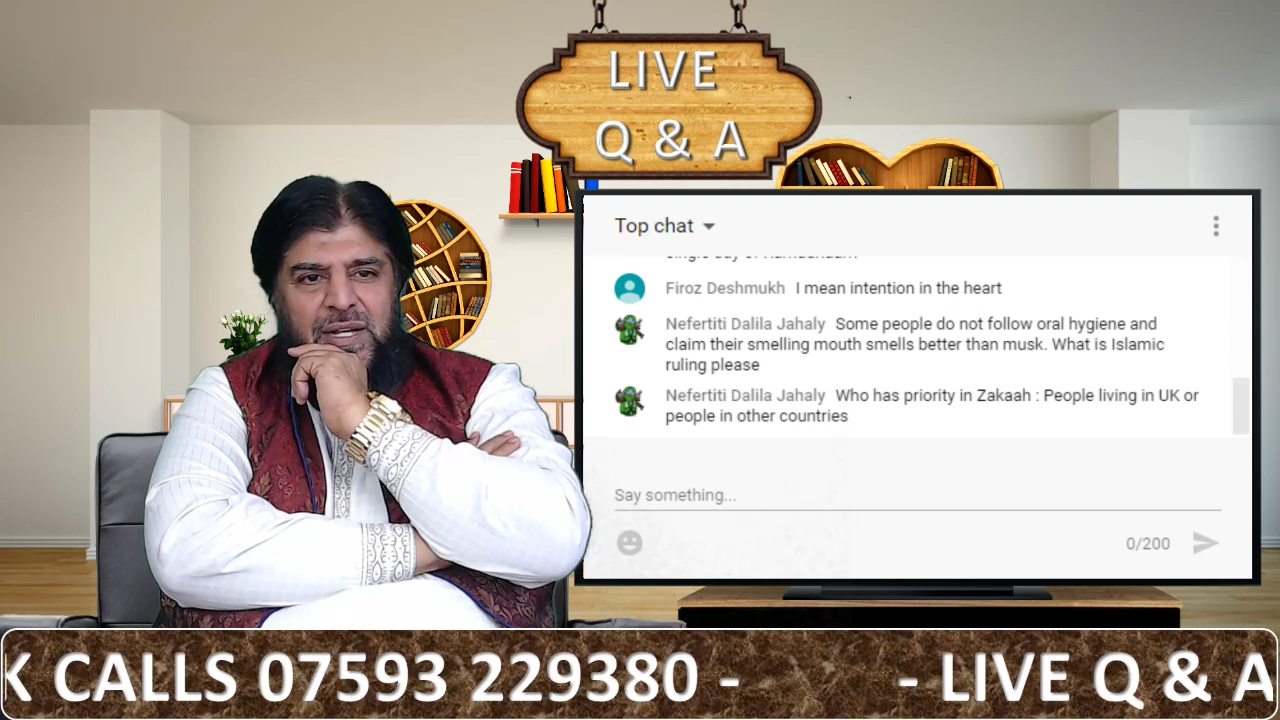 LIVE
Q & A
Top chat
Firoz Deshmukh I mean intention in the heart
Nefertiti Dalila Jahaly Some people do not follow oral hygiene and
claim their smelling mouth smells better than musk. What is Islamic
ruling please
Nefertiti Dalila Jahaly Who has priority in Zakaah : People living in UK or
people in other countries
Say something...
0/200
K CALLS 07593 229380 - - LIVE Q & A